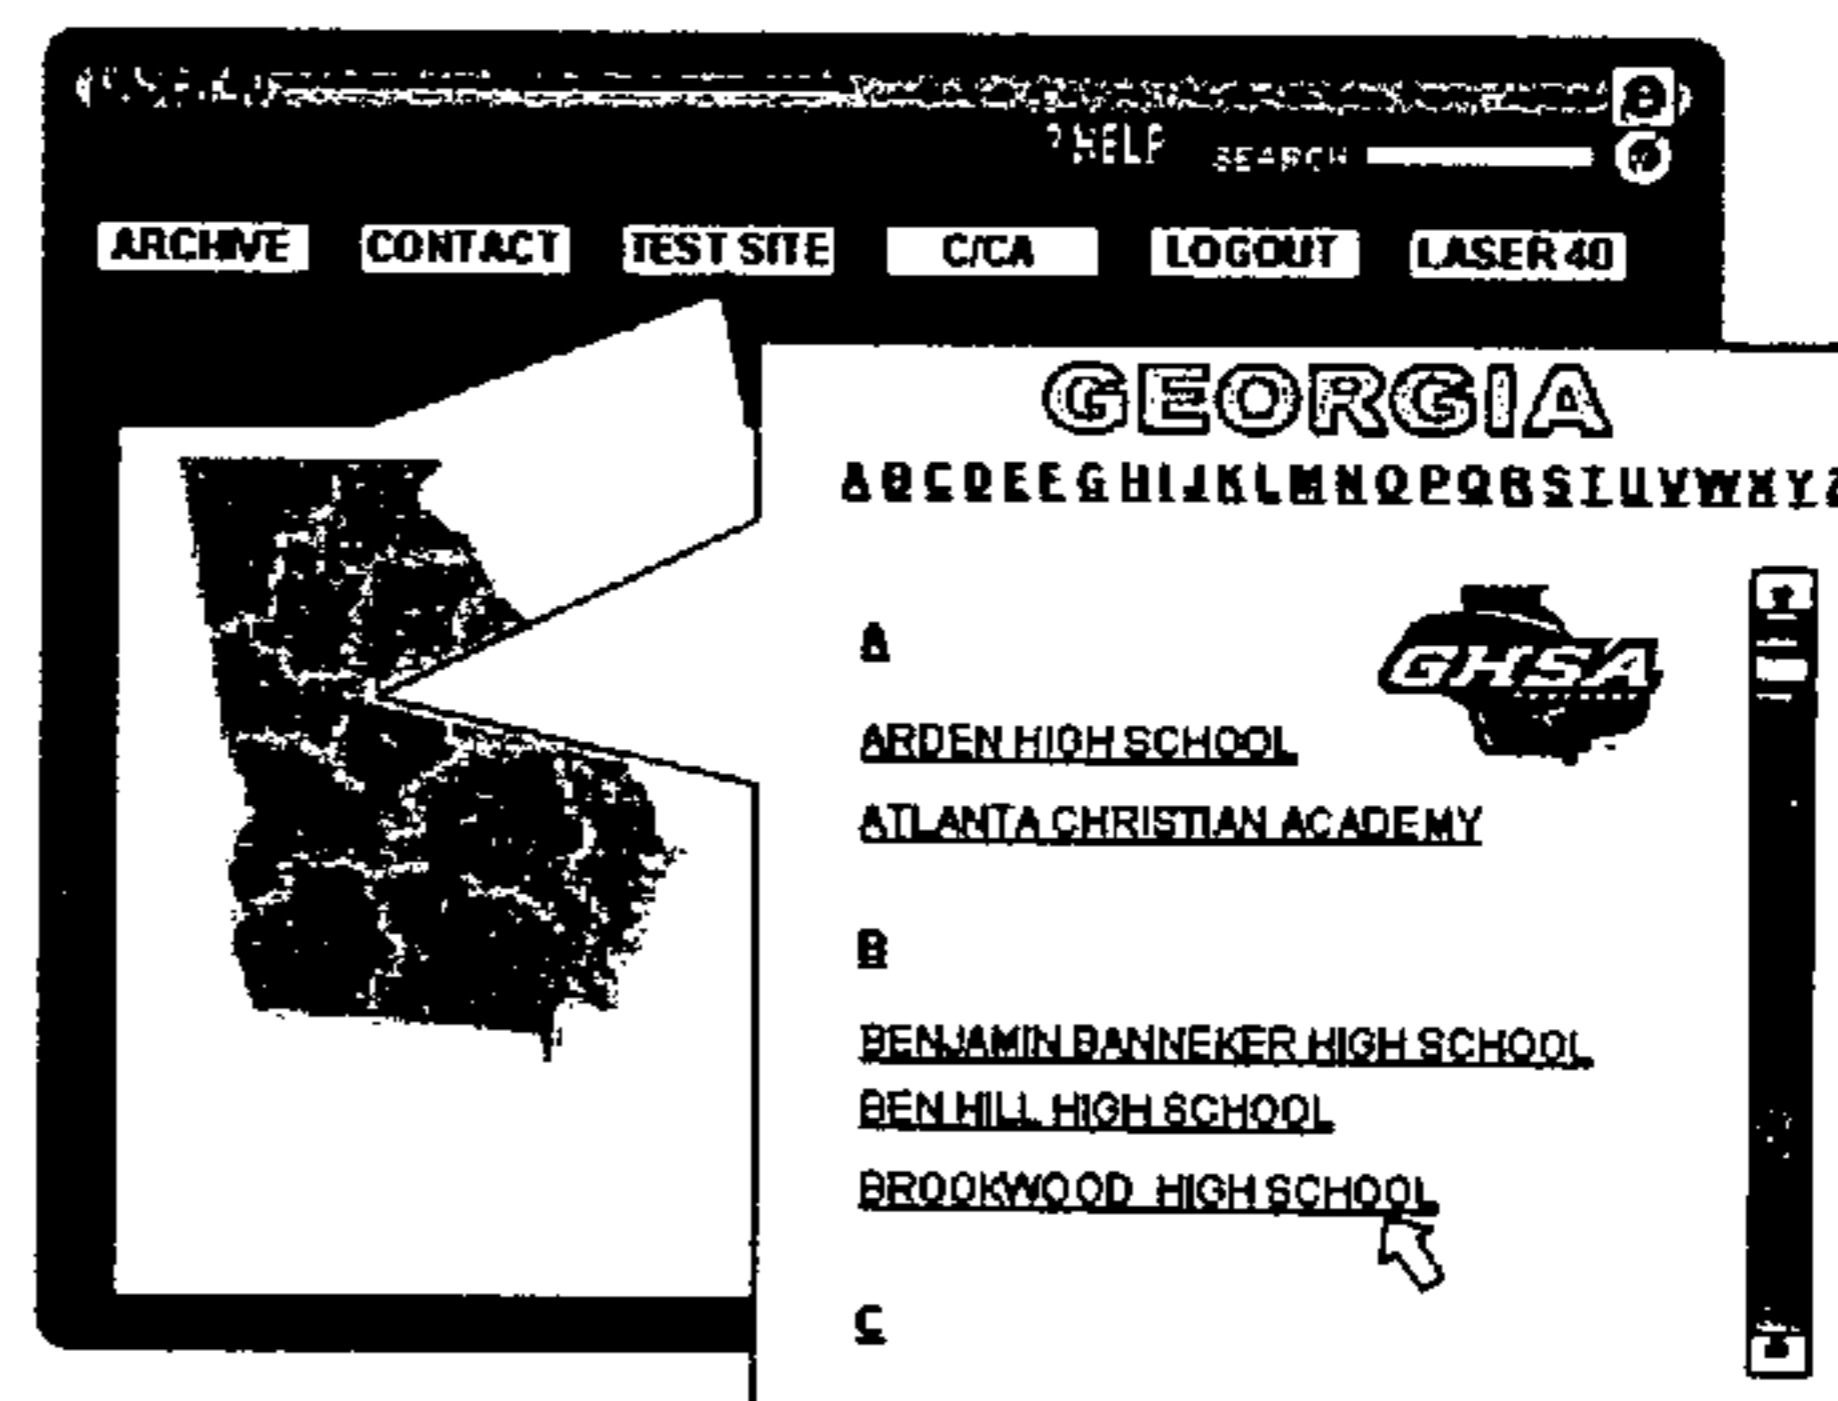 ? HELP SEARCH
ARCHIVE CONTACT TEST SITE C/CA LOGOUT LASER 40
GEORGIA
A B C D E F G H I J K L M N O P Q R S T U V W X Y Z
A
GHSA
ARDEN HIGH SCHOOL
ATLANTA CHRISTIAN ACADEMY
B
BENJAMIN BANNEKER HIGH SCHOOL
BEN HILL HIGH SCHOOL
BROOKWOOD HIGH SCHOOL
C